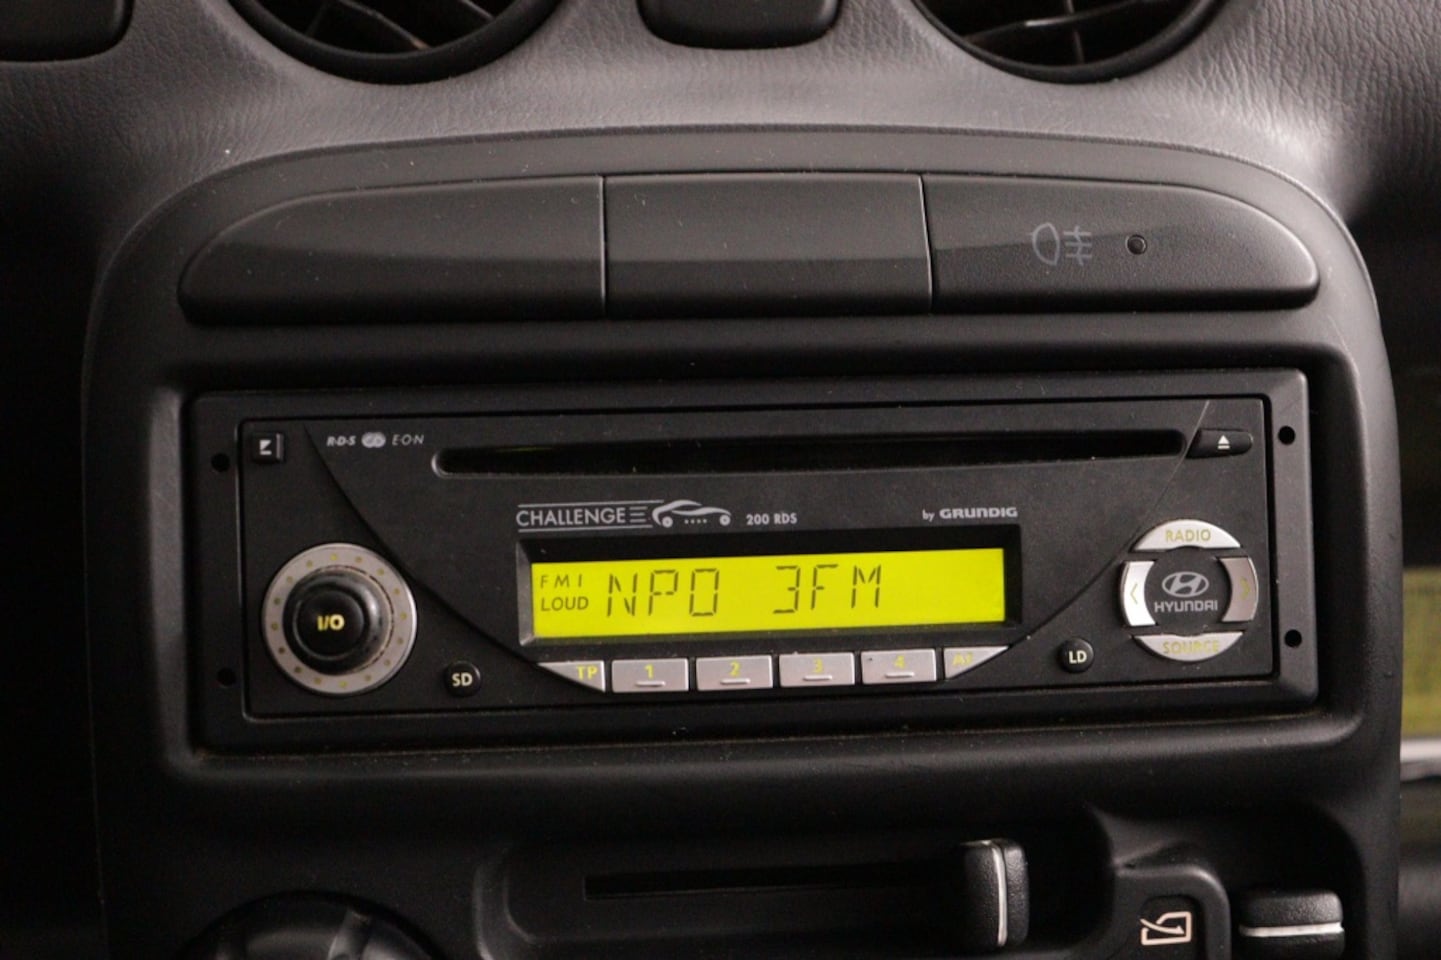 R·D·S E·O·N
CHALLENGE 200 RDS by GRUNDIG
FM1 NPO 3FM
LOUD
I/O
SD
TP 1 2 3 4 AS
LD
RADIO
HYUNDAI
SOURCE